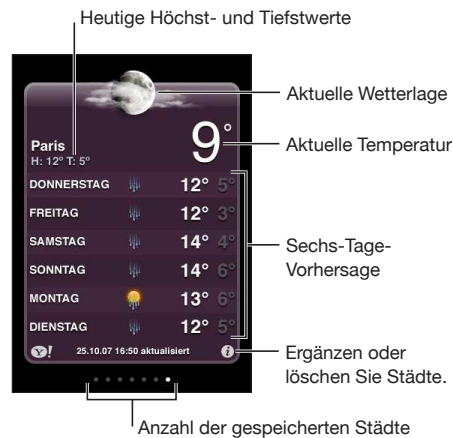 Heutige Höchst- und Tiefstwerte
Aktuelle Wetterlage
9°
Aktuelle Temperatur
Paris
H: 12° T: 5°
DONNERSTAG 12° 5°
FREITAG 12° 3°
SAMSTAG 14° 4°
SONNTAG 14° 6°
MONTAG 13° 6°
DIENSTAG 12° 5°
Sechs-Tage-
Vorhersage
Y! 25.10.07 16:50 aktualisiert i
Ergänzen oder
löschen Sie Städte.
Anzahl der gespeicherten Städte